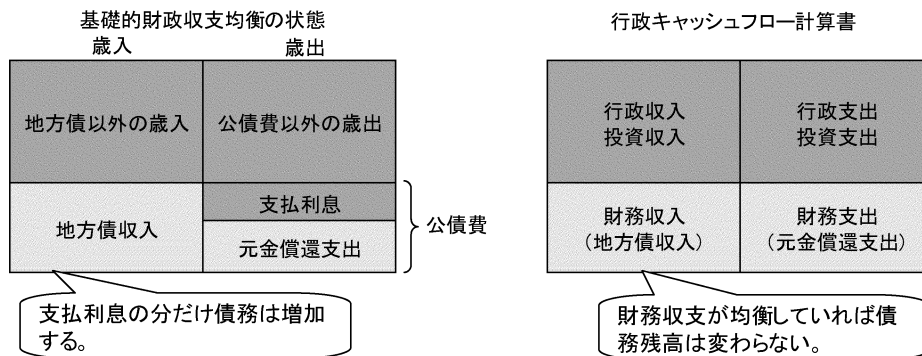 基礎的財政収支均衡の状態
歳入
歳出
地方債以外の歳入
公債費以外の歳出
地方債収入
支払利息
元金償還支出
公債費
支払利息の分だけ債務は増加
する。
行政キャッシュフロー計算書
行政収入
投資収入
行政支出
投資支出
財務収入
（地方債収入）
財務支出
（元金償還支出）
財務収支が均衡していれば債
務残高は変わらない。